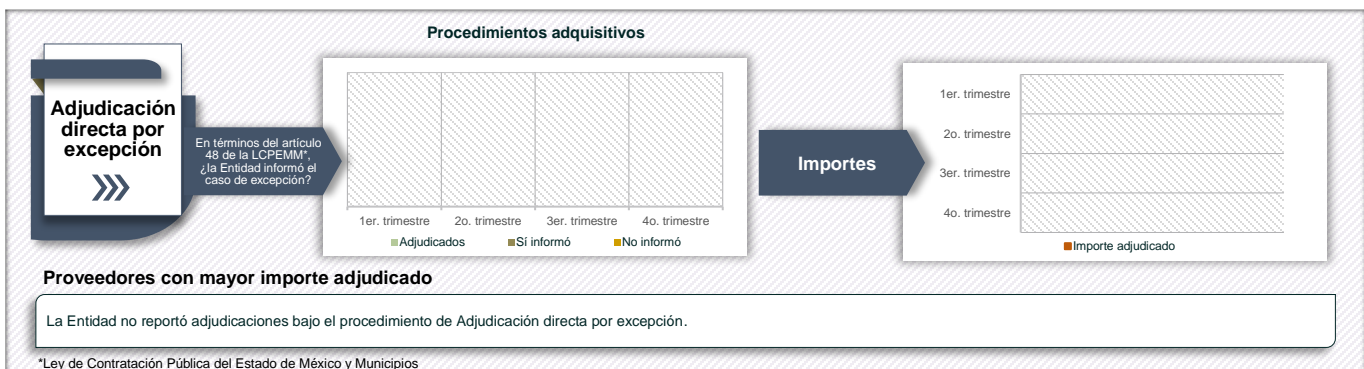 Procedimientos adquisitivos
Adjudicación
directa por
excepción
En términos del artículo
48 de la LCPEMM*,
¿la Entidad informó el
caso de excepción?
1er. trimestre
2o. trimestre
3er. trimestre
4o. trimestre
Adjudicados
Sí informó
No informó
Importes
1er. trimestre
2o. trimestre
3er. trimestre
4o. trimestre
Importe adjudicado
Proveedores con mayor importe adjudicado
La Entidad no reportó adjudicaciones bajo el procedimiento de Adjudicación directa por excepción.
*Ley de Contratación Pública del Estado de México y Municipios